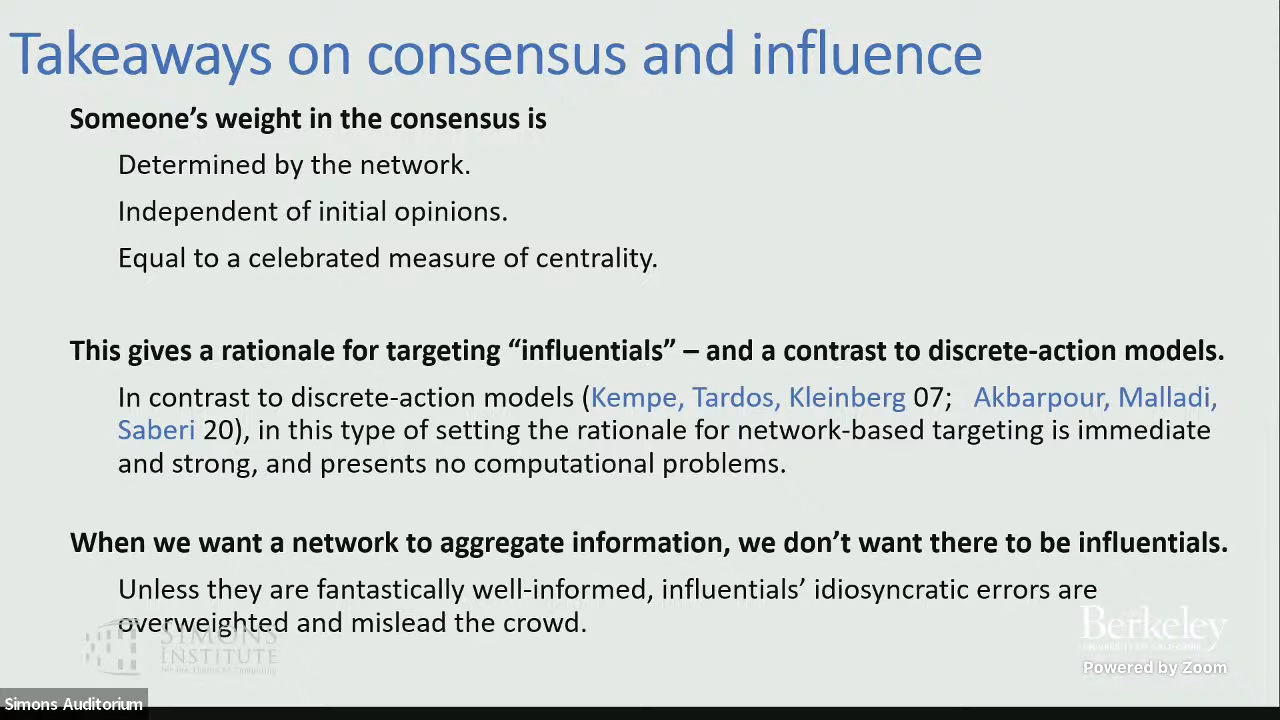 Takeaways on consensus and influence
Someone’s weight in the consensus is
Determined by the network.
Independent of initial opinions.
Equal to a celebrated measure of centrality.
This gives a rationale for targeting “influentials” – and a contrast to discrete-action models.
In contrast to discrete-action models (Kempe, Tardos, Kleinberg 07; Akbarpour, Malladi,
Saberi 20), in this type of setting the rationale for network-based targeting is immediate
and strong, and presents no computational problems.
When we want a network to aggregate information, we don’t want there to be influentials.
Unless they are fantastically well-informed, influentials’ idiosyncratic errors are
overweighted and mislead the crowd.
SIMONS
INSTITUTE
for the Theory of Computing
Berkeley
UNIVERSITY OF CALIFORNIA
Powered by Zoom
Simons Auditorium